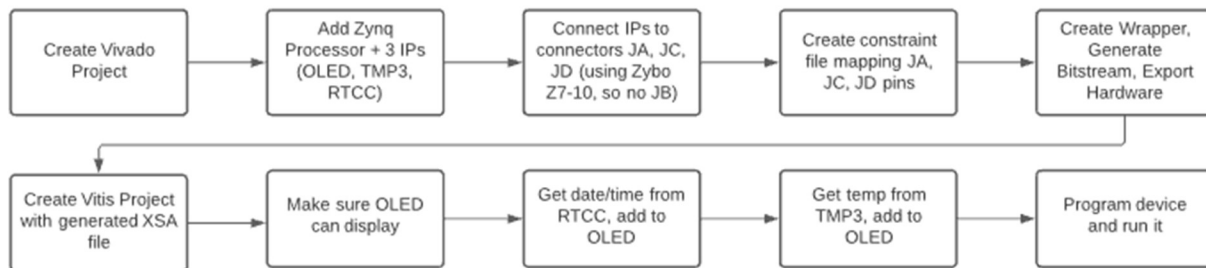 Create Vivado
Project
Add Zynq
Processor + 3 IPs
(OLED, TMP3,
RTCC)
Connect IPs to
connectors JA, JC,
JD (using Zybo
Z7-10, so no JB)
Create constraint
file mapping JA,
JC, JD pins
Create Wrapper,
Generate
Bitstream, Export
Hardware
Create Vitis Project
with generated XSA
file
Make sure OLED
can display
Get date/time from
RTCC, add to
OLED
Get temp from
TMP3, add to
OLED
Program device
and run it